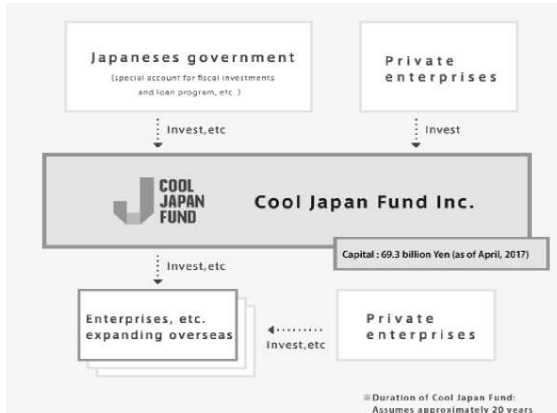 Japaneses government
(special account for fiscal investments
and loan program, etc.)
Private
enterprises
Invest,etc
Invest
COOL
JAPAN
FUND
Cool Japan Fund Inc.
Capital : 69.3 billion Yen (as of April, 2017)
Invest,etc
Enterprises, etc.
expanding overseas
Invest,etc
Private
enterprises
※Duration of Cool Japan Fund:
Assumes approximately 20 years